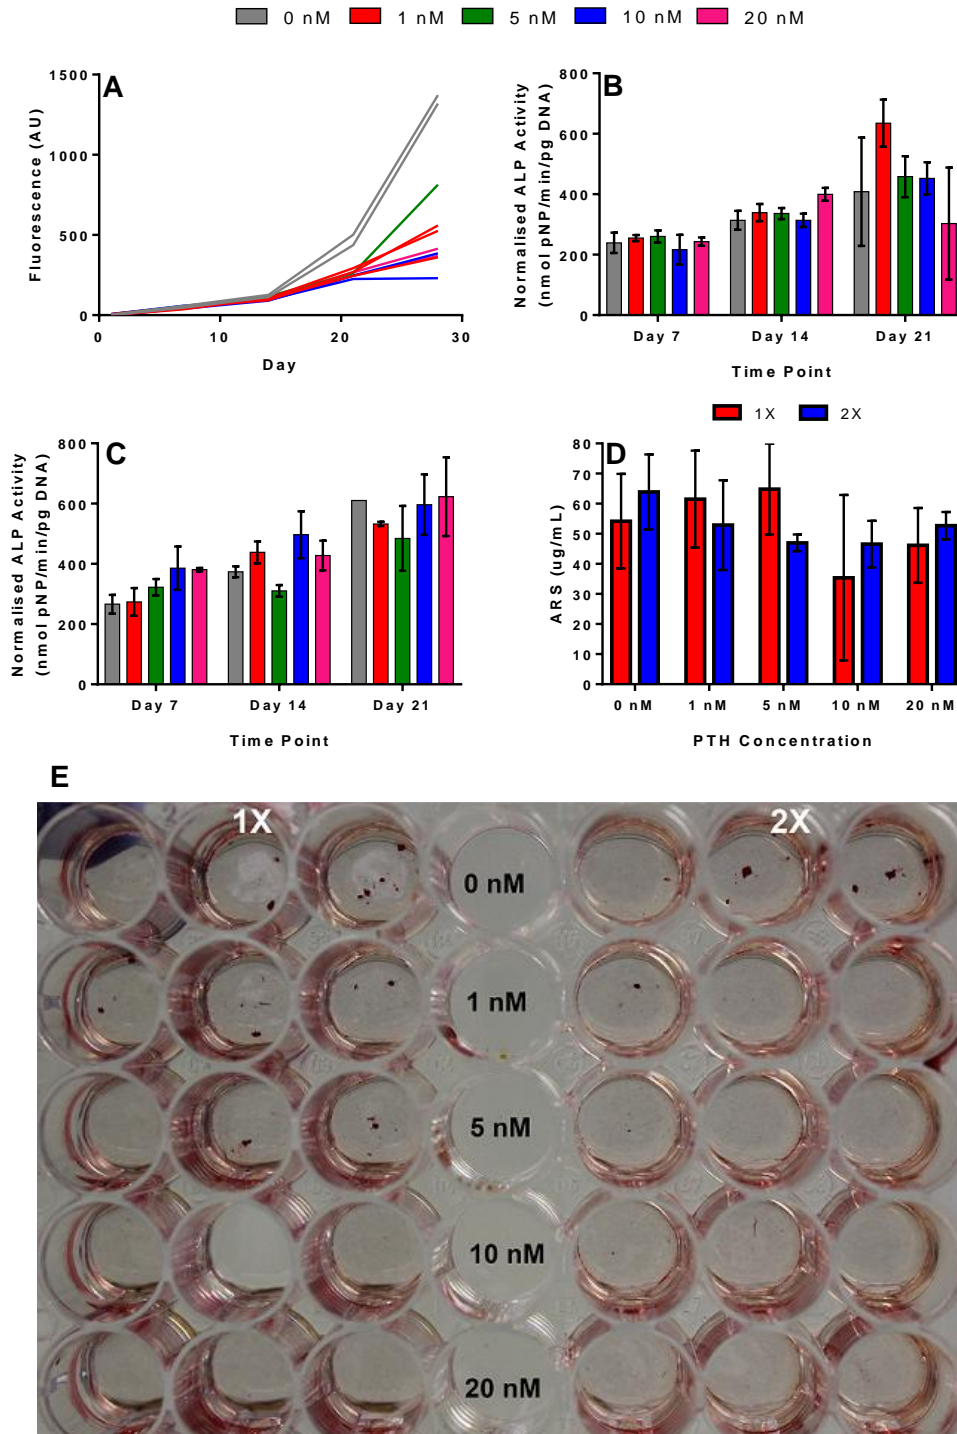 0 nM 1 nM 5 nM 10 nM 20 nM
A
Fluorescence (AU)
1500
1000
500
0
0 10 20 30
Day
B
Normalised ALP Activity
(nmol pNP/min/pg DNA)
800
600
400
200
0
Day 7 Day 14 Day 21
Time Point
C
Normalised ALP Activity
(nmol pNP/min/pg DNA)
800
600
400
200
0
Day 7 Day 14 Day 21
Time Point
1X 2X
D
ARS (ug/mL)
80
70
60
50
40
30
20
10
0
0 nM 1 nM 5 nM 10 nM 20 nM
PTH Concentration
E
1X 2X
0 nM
1 nM
5 nM
10 nM
20 nM